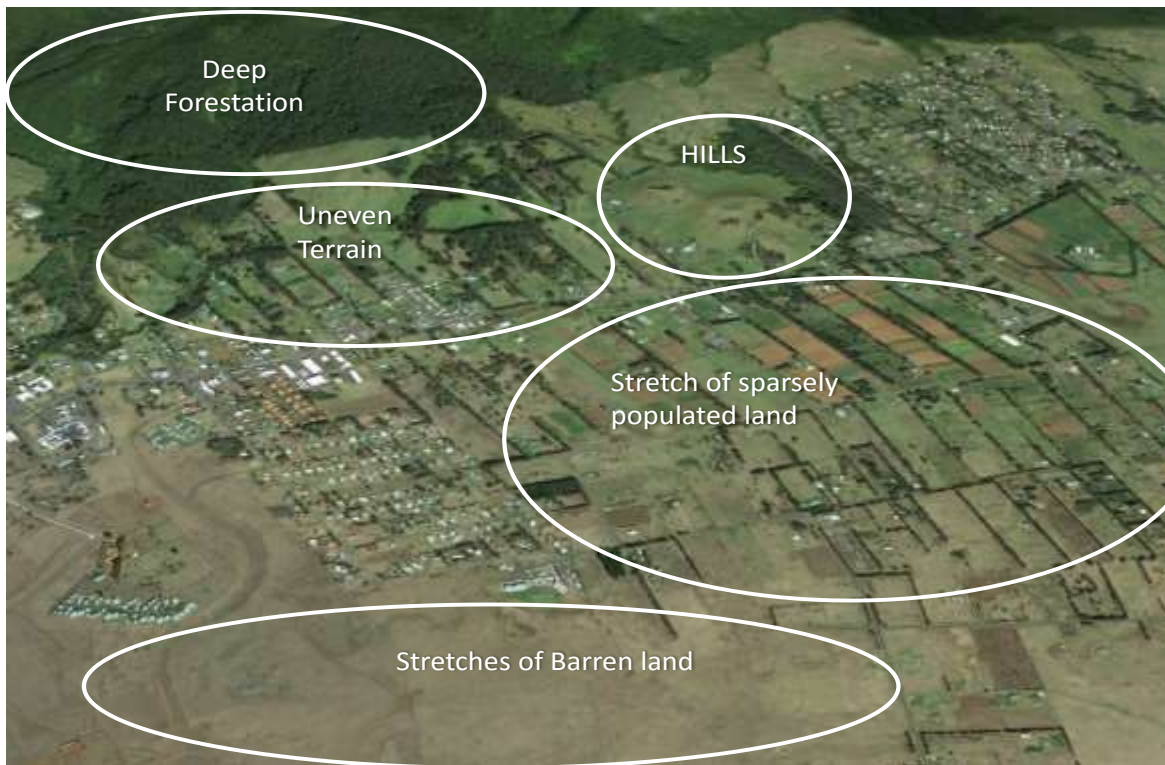 Deep
Forestation
HILLS
Uneven
Terrain
Stretch of sparsely
populated land
Stretches of Barren land